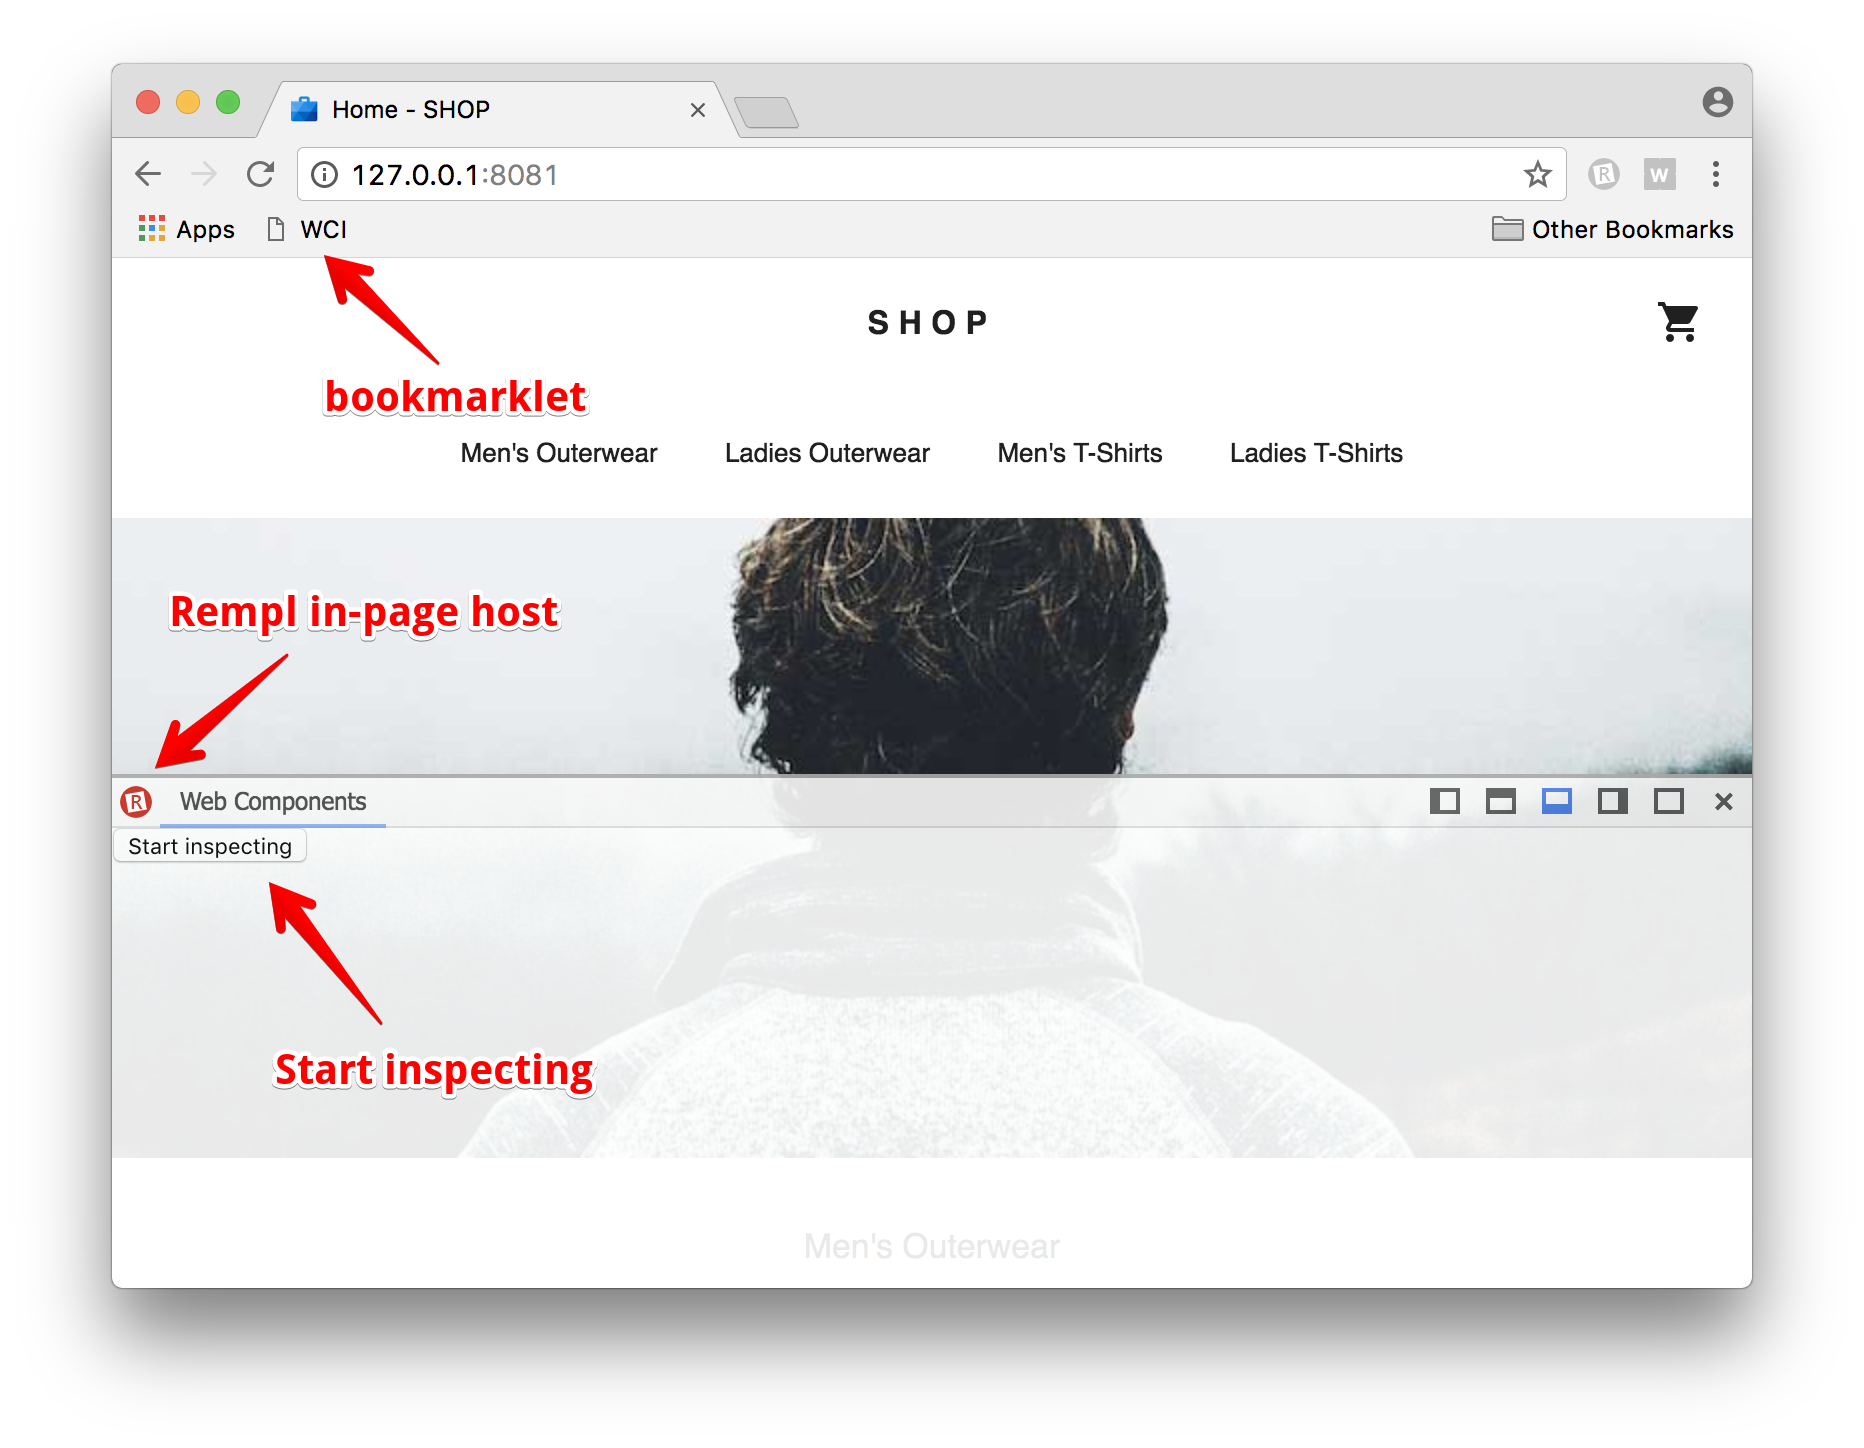 Home - SHOP
127.0.0.1:8081
R
W
Apps
WCI
Other Bookmarks
SHOP
bookmarklet
Men's Outerwear
Ladies Outerwear
Men's T-Shirts
Ladies T-Shirts
Rempl in-page host
R
Web Components
Start inspecting
Start inspecting
Men's Outerwear